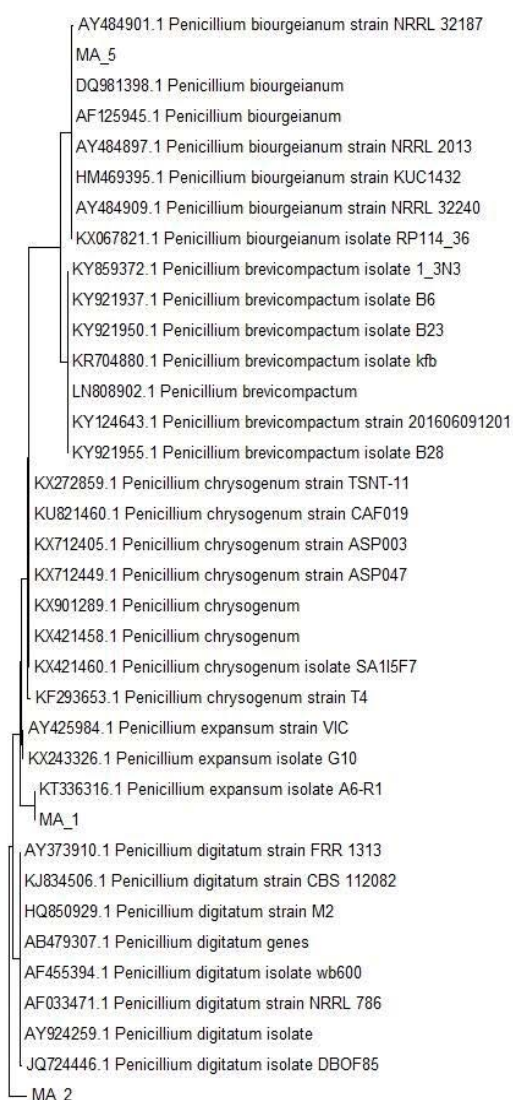 AY484901.1 Penicillium biourgeianum strain NRRL 32187
MA_5
DQ981398.1 Penicillium biourgeianum
AF125945.1 Penicillium biourgeianum
AY484897.1 Penicillium biourgeianum strain NRRL 2013
HM469395.1 Penicillium biourgeianum strain KUC1432
AY484909.1 Penicillium biourgeianum strain NRRL 32240
KX067821.1 Penicillium biourgeianum isolate RP114_36
KY859372.1 Penicillium brevicompactum isolate 1_3N3
KY921937.1 Penicillium brevicompactum isolate B6
KY921950.1 Penicillium brevicompactum isolate B23
KR704880.1 Penicillium brevicompactum isolate kfb
LN808902.1 Penicillium brevicompactum
KY124643.1 Penicillium brevicompactum strain 201606091201
KY921955.1 Penicillium brevicompactum isolate B28
KX272859.1 Penicillium chrysogenum strain TSNT-11
KU821460.1 Penicillium chrysogenum strain CAF019
KX712405.1 Penicillium chrysogenum strain ASP003
KX712449.1 Penicillium chrysogenum strain ASP047
KX901289.1 Penicillium chrysogenum
KX421458.1 Penicillium chrysogenum
KX421460.1 Penicillium chrysogenum isolate SA1I5F7
KF293653.1 Penicillium chrysogenum strain T4
AY425984.1 Penicillium expansum strain VIC
KX243326.1 Penicillium expansum isolate G10
KT336316.1 Penicillium expansum isolate A6-R1
MA_1
AY373910.1 Penicillium digitatum strain FRR 1313
KJ834506.1 Penicillium digitatum strain CBS 112082
HQ850929.1 Penicillium digitatum strain M2
AB479307.1 Penicillium digitatum genes
AF455394.1 Penicillium digitatum isolate wb600
AF033471.1 Penicillium digitatum strain NRRL 786
AY924259.1 Penicillium digitatum isolate
JQ724446.1 Penicillium digitatum isolate DBOF85
MA_2